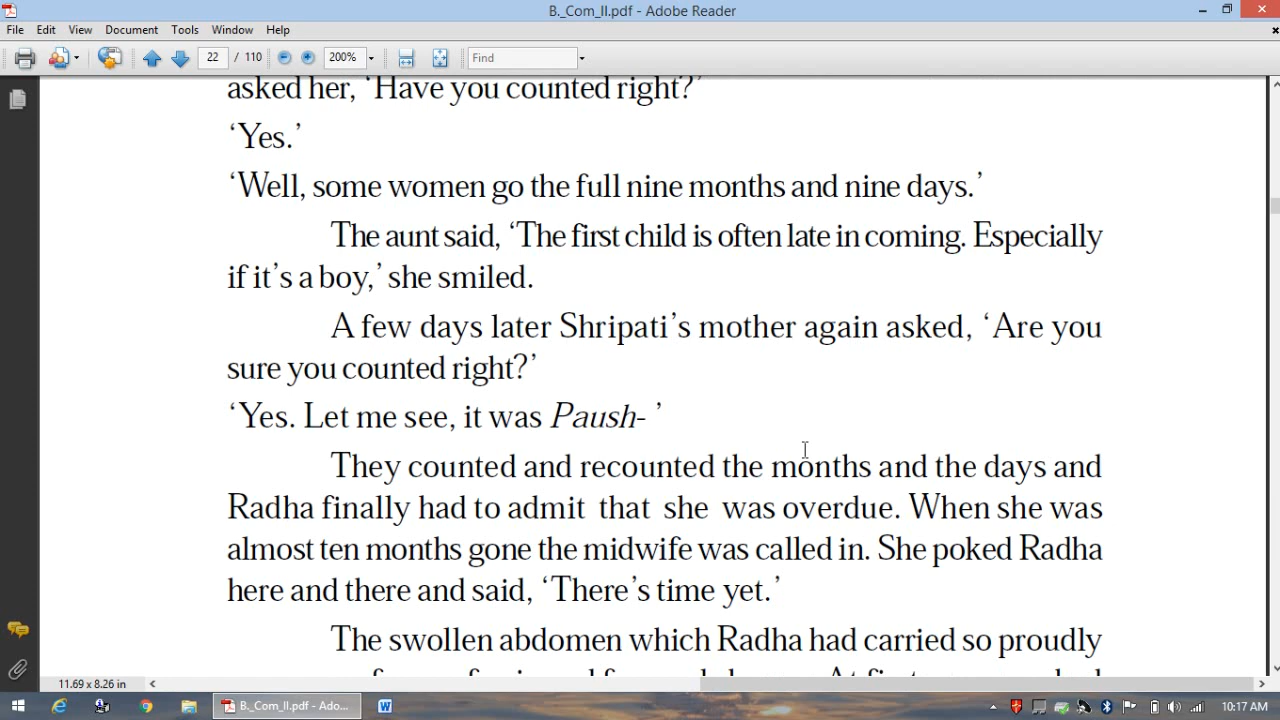 B._Com_II.pdf - Adobe Reader
File Edit View Document Tools Window Help
22 / 110 200% Find
asked her, ‘Have you counted right?’
‘Yes.’
‘Well, some women go the full nine months and nine days.’
The aunt said, ‘The first child is often late in coming. Especially
if it’s a boy,’ she smiled.
A few days later Shripati’s mother again asked, ‘Are you
sure you counted right?’
‘Yes. Let me see, it was Paush- ’
They counted and recounted the months and the days and
Radha finally had to admit that she was overdue. When she was
almost ten months gone the midwife was called in. She poked Radha
here and there and said, ‘There’s time yet.’
The swollen abdomen which Radha had carried so proudly
11.69 x 8.26 in
B._Com_II.pdf - Ado... 10:17 AM